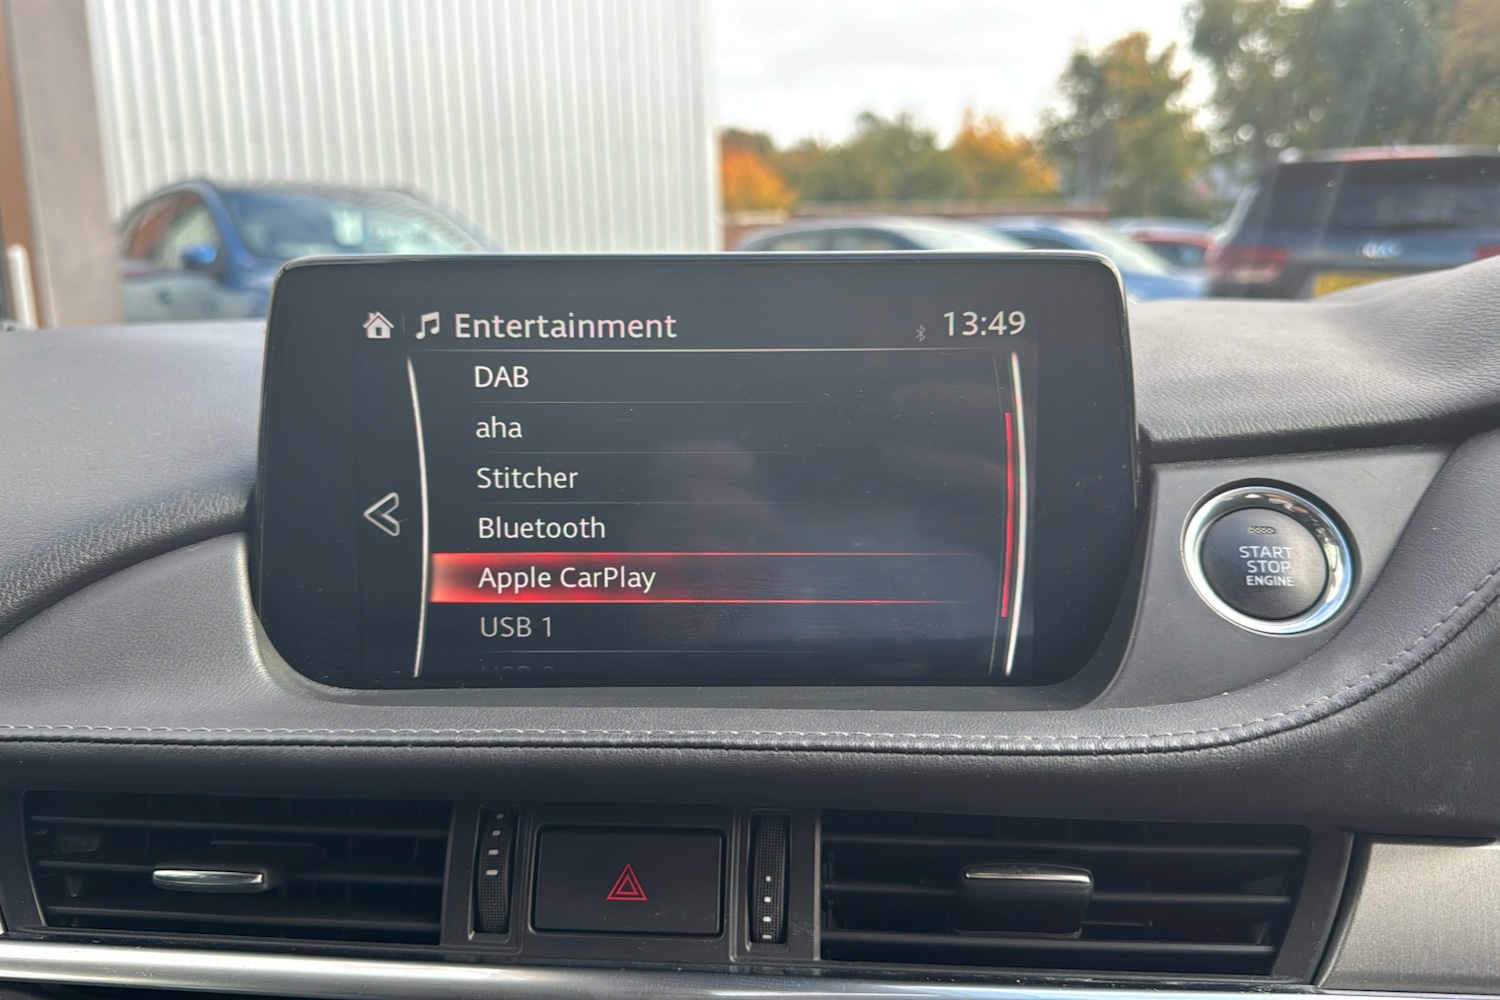 Entertainment
13:49
DAB
aha
Stitcher
Bluetooth
Apple CarPlay
USB 1
START
STOP
ENGINE